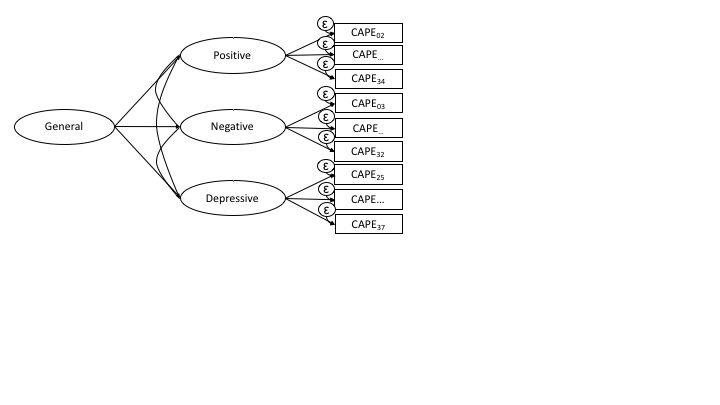 General
Positive
Negative
Depressive
ε
CAPE02
ε
CAPE...
ε
CAPE34
ε
CAPE03
ε
CAPE...
ε
CAPE32
ε
CAPE25
ε
CAPE...
ε
CAPE37